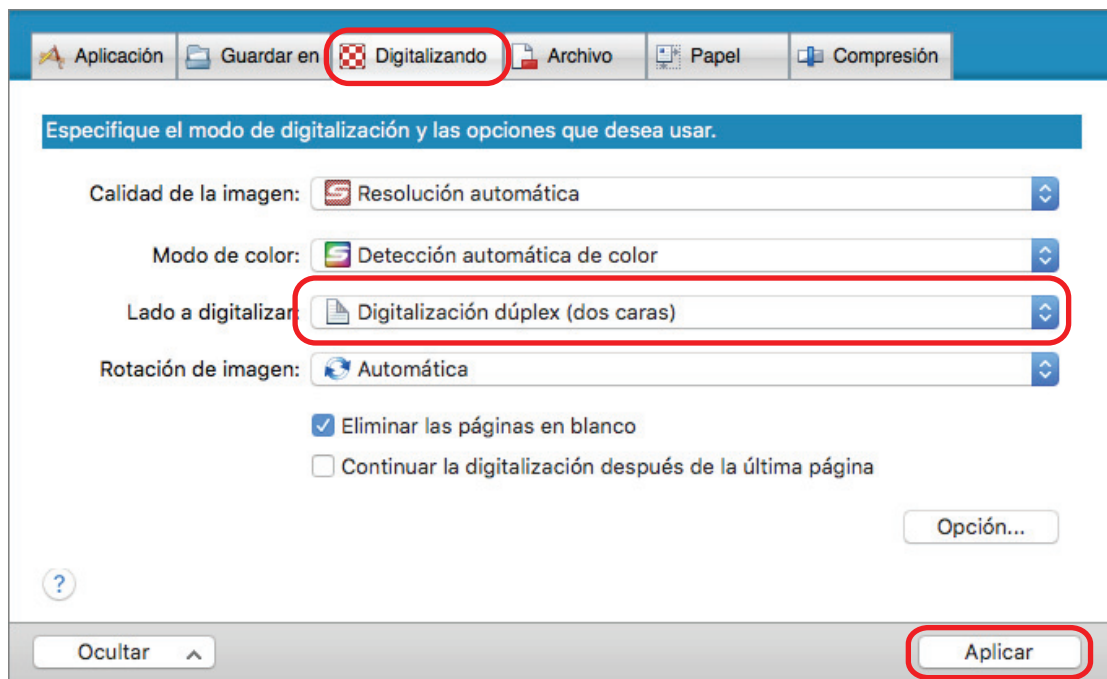 Aplicación Guardar en Digitalizando Archivo Papel Compresión
Especifique el modo de digitalización y las opciones que desea usar.
Calidad de la imagen: Resolución automática
Modo de color: Detección automática de color
Lado a digitalizar: Digitalización dúplex (dos caras)
Rotación de imagen: Automática
Eliminar las páginas en blanco
Continuar la digitalización después de la última página
Opción...
?
Ocultar Aplicar